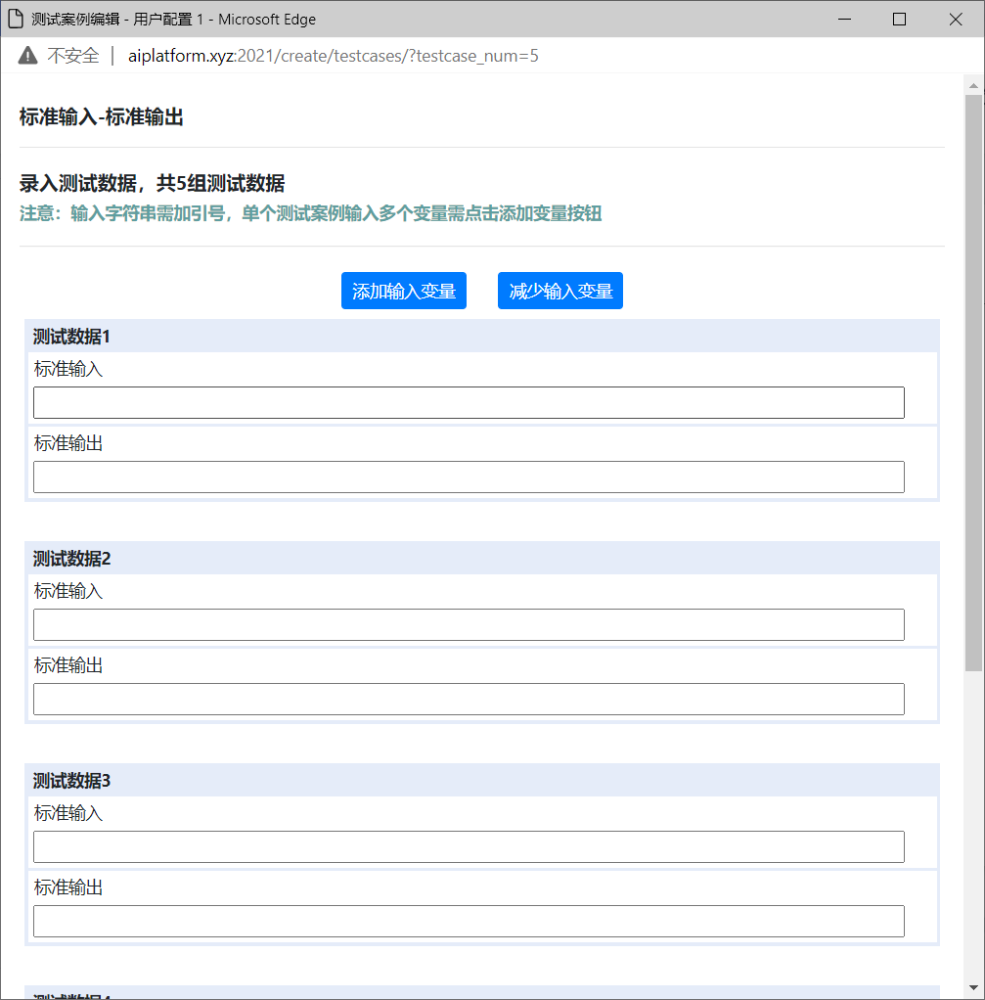 测试案例编辑 - 用户配置 1 - Microsoft Edge
不安全 | aiplatform.xyz:2021/create/testcases/?testcase_num=5
标准输入-标准输出
录入测试数据，共5组测试数据
注意：输入字符串需加引号，单个测试案例输入多个变量需点击添加变量按钮
添加输入变量 减少输入变量
测试数据1
标准输入
标准输出
测试数据2
标准输入
标准输出
测试数据3
标准输入
标准输出
测试数据4